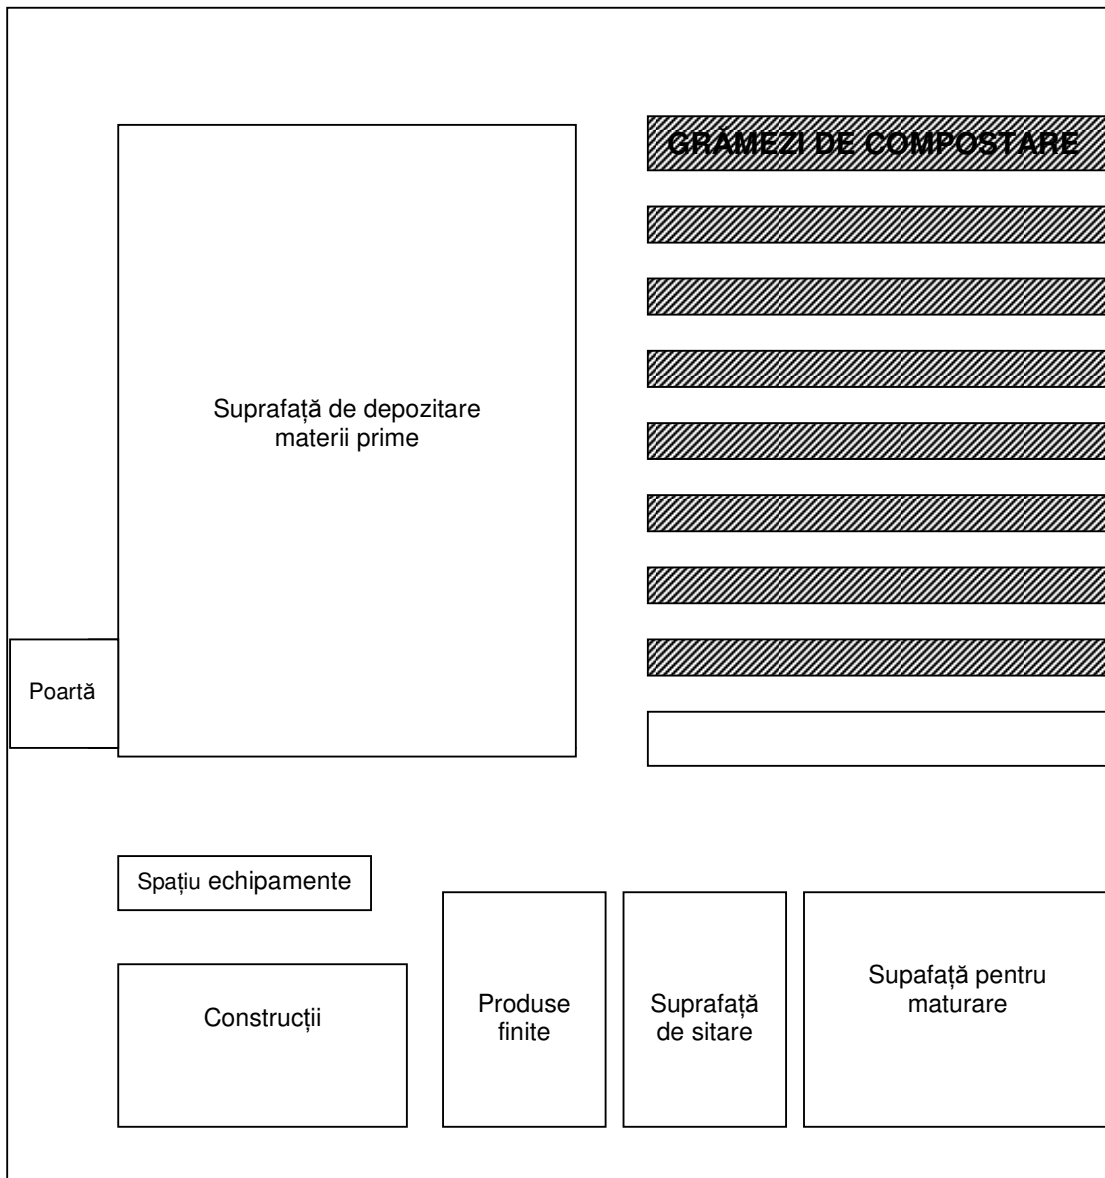 GRĂMEZI DE COMPOSTARE
Suprafață de depozitare
materii prime
Poartă
Spațiu echipamente
Construcții
Produse
finite
Suprafață
de sitare
Supafață pentru
maturare